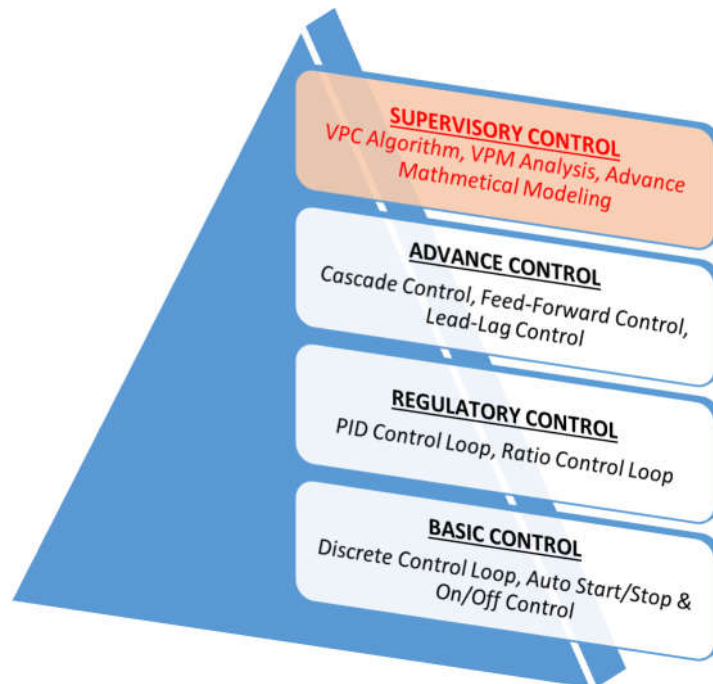 SUPERVISORY CONTROL
VPC Algorithm, VPM Analysis, Advance
Mathmetical Modeling
ADVANCE CONTROL
Cascade Control, Feed-Forward Control,
Lead-Lag Control
REGULATORY CONTROL
PID Control Loop, Ratio Control Loop
BASIC CONTROL
Discrete Control Loop, Auto Start/Stop &
On/Off Control